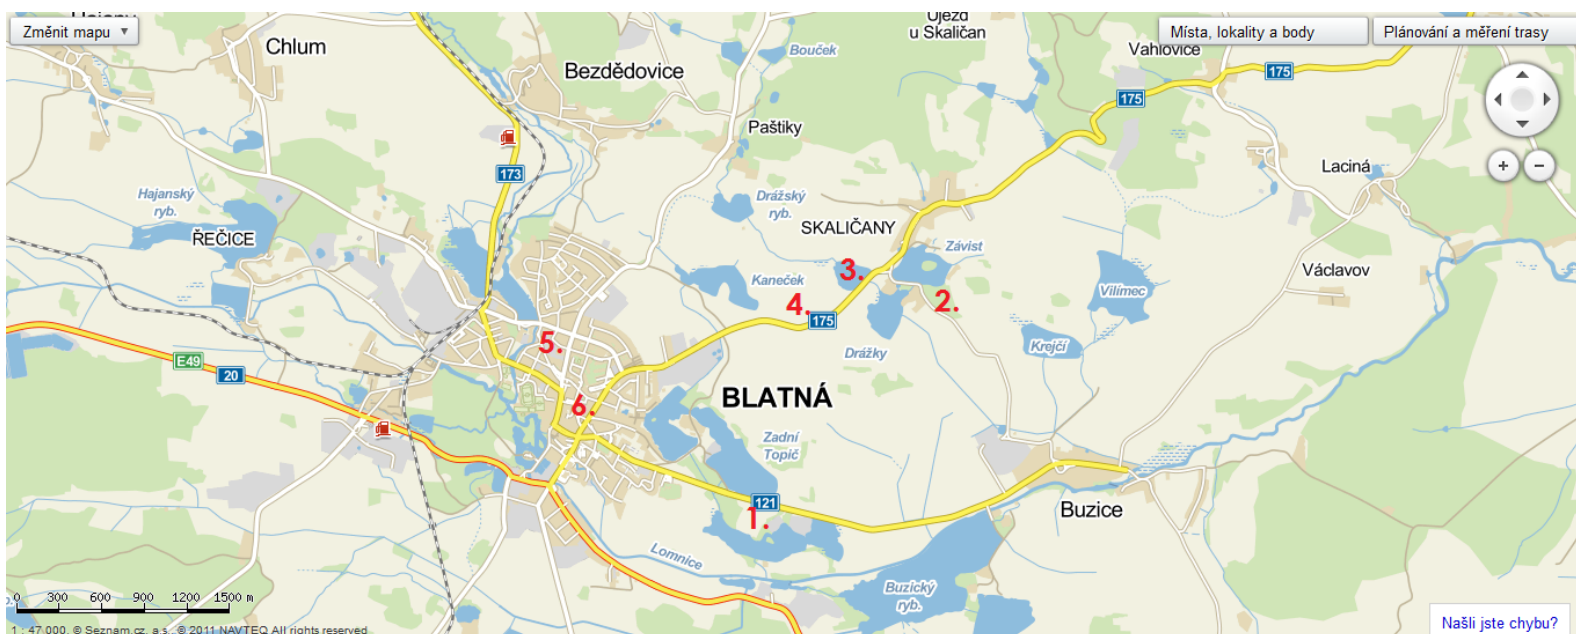 Změnit mapu
Chlum
Bezdědovice
Bouček
Újezd
u Skaličan
Místa, lokality a body
Plánování a měření trasy
Vahlovice
175
175
Paštiky
173
Laciná
Hajanský
ryb.
ŘEČICE
Drážský
ryb.
SKALIČANY
Závist
3.
Kaneček
Václavov
Vilímec
2.
4.
175
5.
Drážky
Krejčí
E49
20
BLATNÁ
6.
Zadní
Topič
121
1.
Buzice
Lomnice
Buzický
ryb.
0 300 600 900 1200 1500 m
1 : 47 000, © Seznam.cz, a.s., © 2011 NAVTEQ All rights reserved
Našli jste chybu?